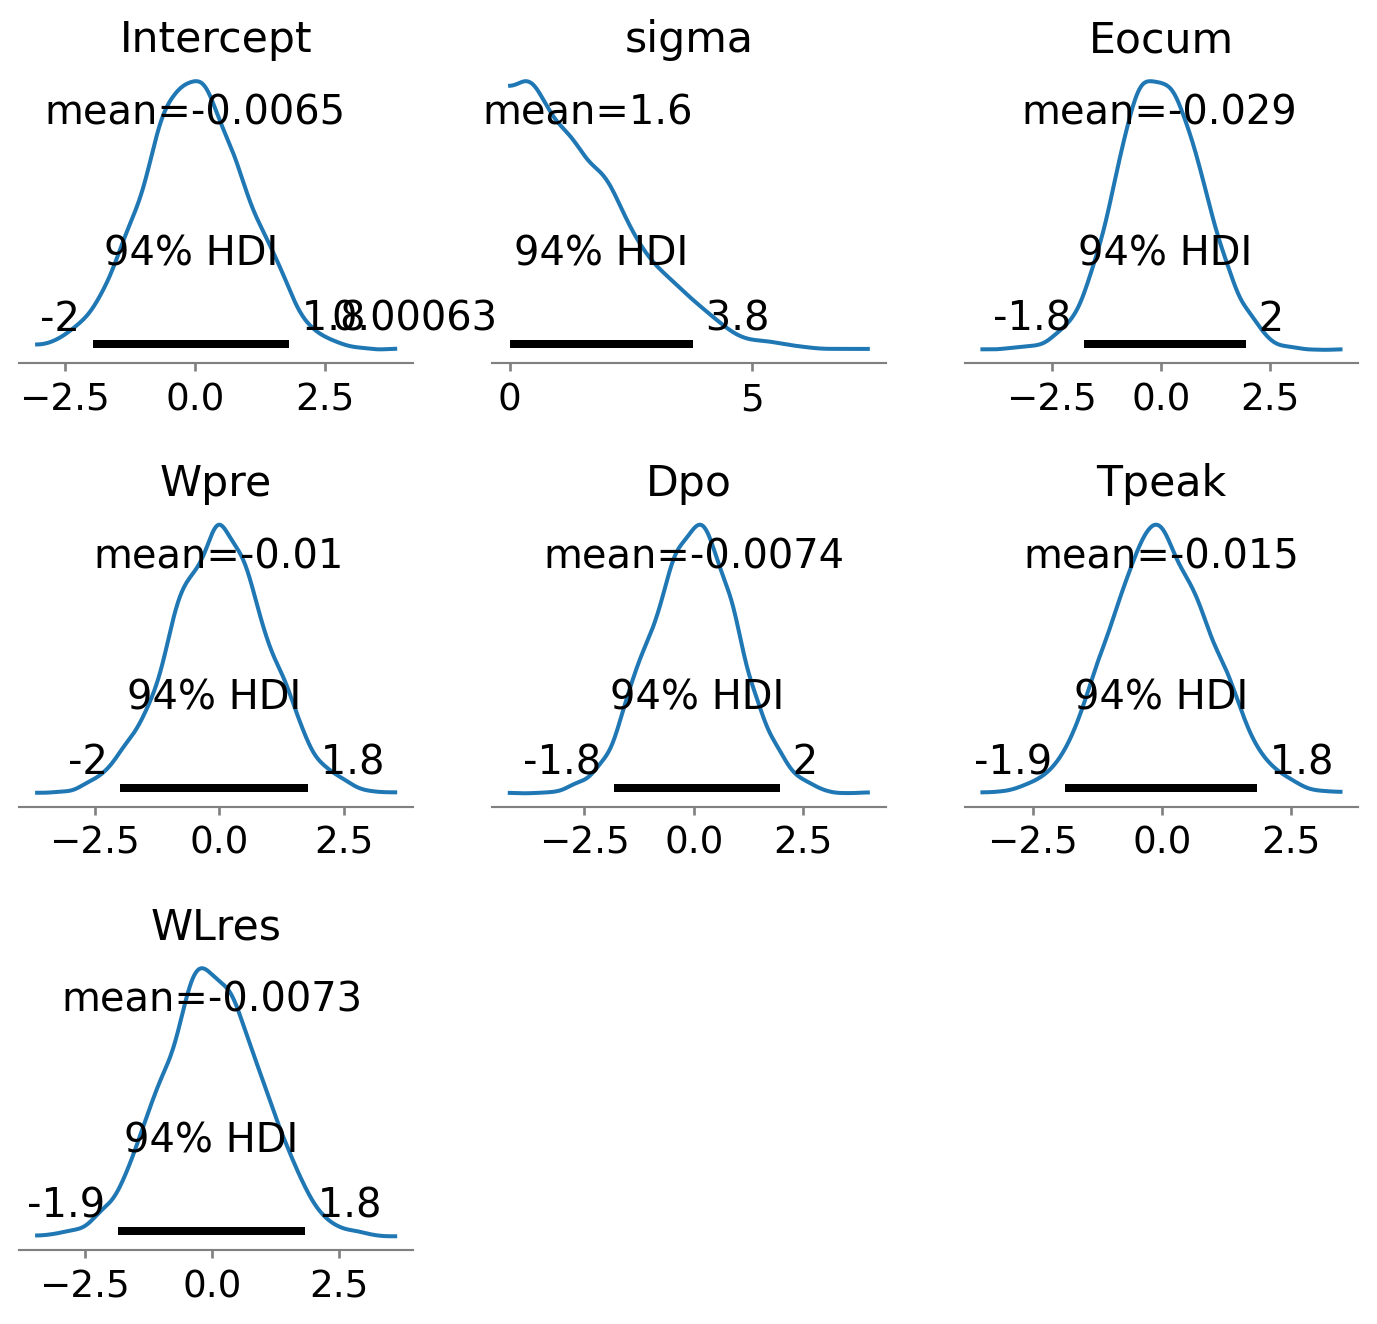 Intercept
mean=-0.0065
94% HDI
-2 1.8
−2.5 0.0 2.5
sigma
mean=1.6
94% HDI
0.00063 3.8
0 5
Eocum
mean=-0.029
94% HDI
-1.8 2
−2.5 0.0 2.5
Wpre
mean=-0.01
94% HDI
-2 1.8
−2.5 0.0 2.5
Dpo
mean=-0.0074
94% HDI
-1.8 2
−2.5 0.0 2.5
Tpeak
mean=-0.015
94% HDI
-1.9 1.8
−2.5 0.0 2.5
WLres
mean=-0.0073
94% HDI
-1.9 1.8
−2.5 0.0 2.5